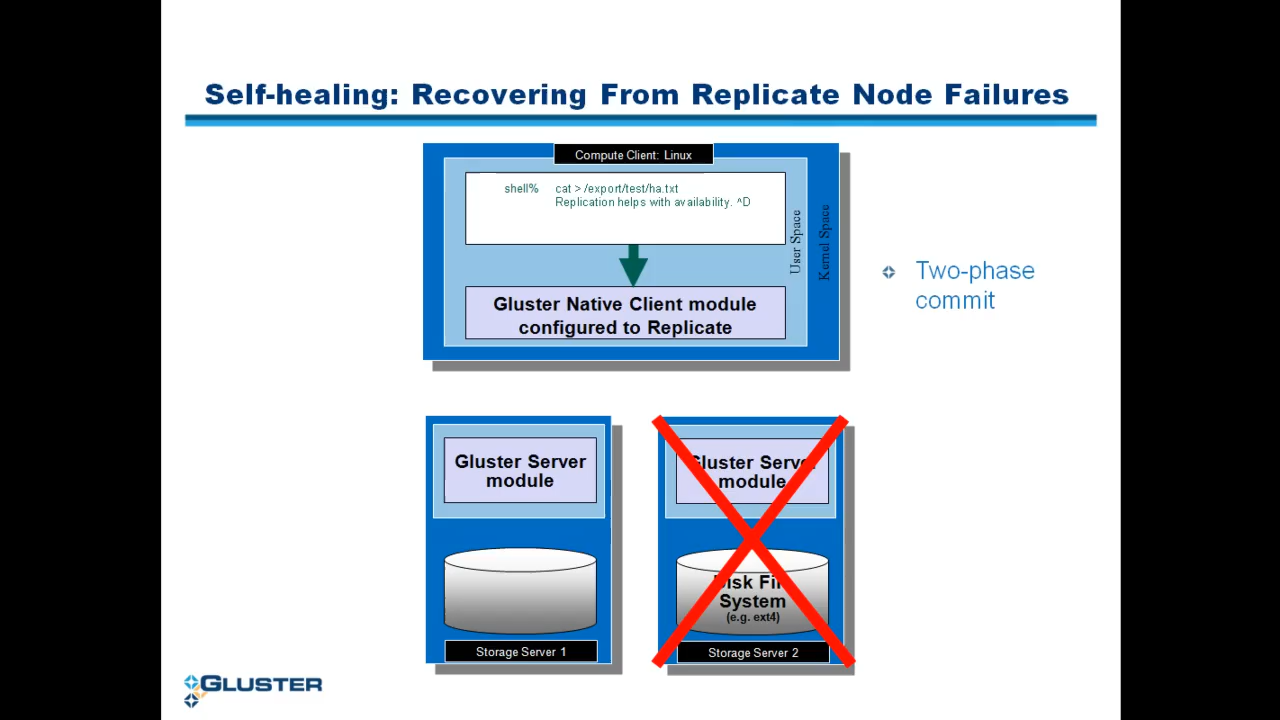 Self-healing: Recovering From Replicate Node Failures
Compute Client: Linux
shell% cat > /export/test/ha.txt
Replication helps with availability. ^D
User Space
Kernel Space
Gluster Native Client module
configured to Replicate
Two-phase
commit
Gluster Server
module
Storage Server 1
Gluster Server
module
Disk File
System
(e.g. ext4)
Storage Server 2
GLUSTER